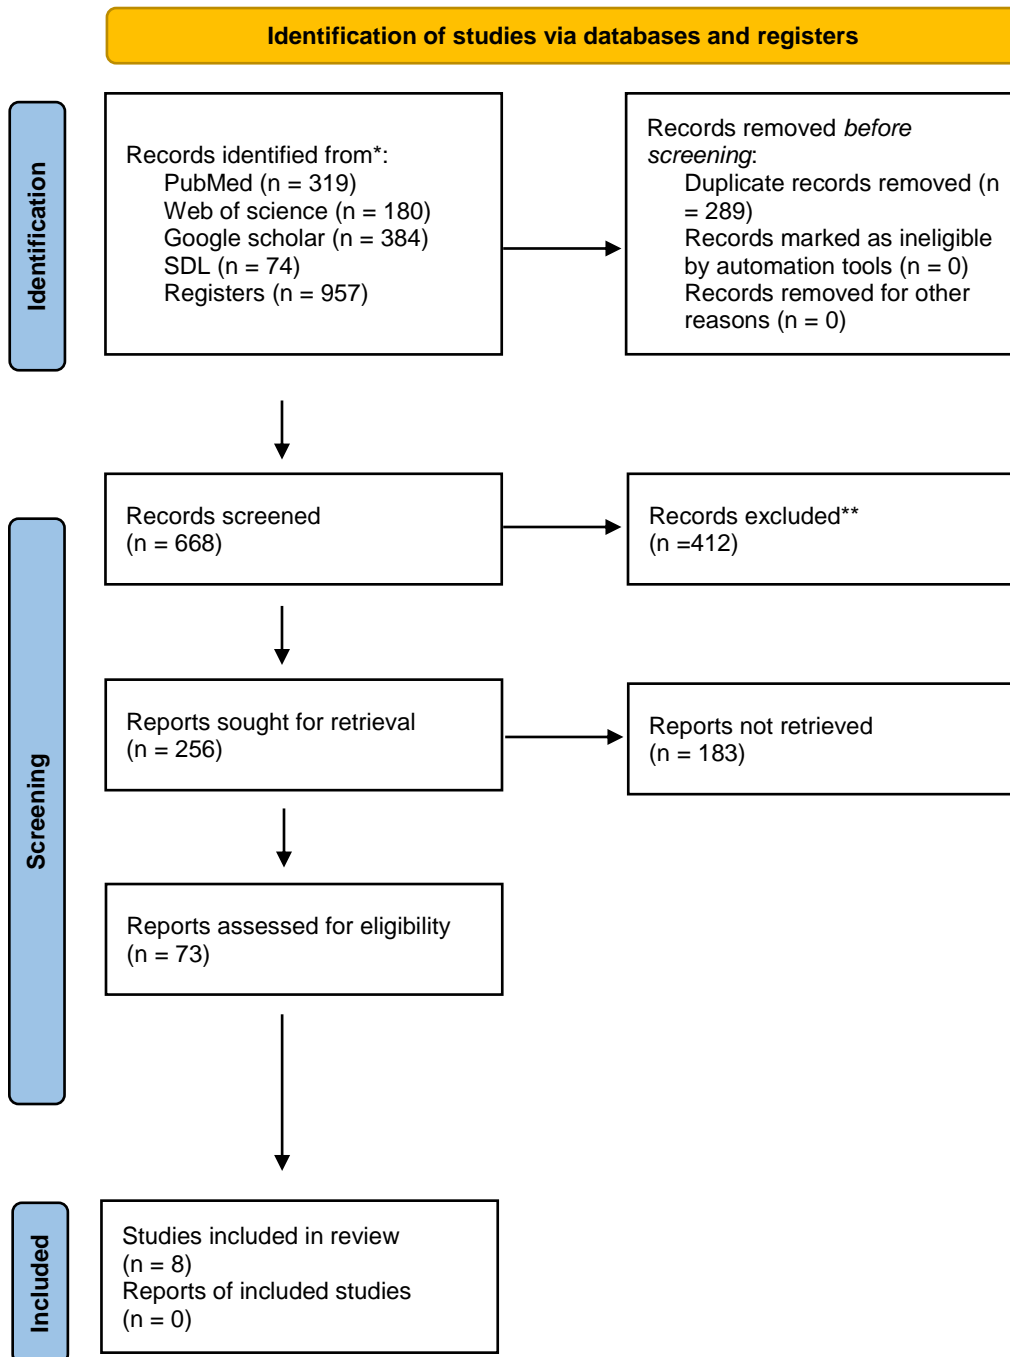 Identification of studies via databases and registers
Identification
Records identified from*:
PubMed (n = 319)
Web of science (n = 180)
Google scholar (n = 384)
SDL (n = 74)
Registers (n = 957)
Records removed before
screening:
Duplicate records removed (n
= 289)
Records marked as ineligible
by automation tools (n = 0)
Records removed for other
reasons (n = 0)
Screening
Records screened
(n = 668)
Records excluded**
(n =412)
Reports sought for retrieval
(n = 256)
Reports not retrieved
(n = 183)
Reports assessed for eligibility
(n = 73)
Included
Studies included in review
(n = 8)
Reports of included studies
(n = 0)